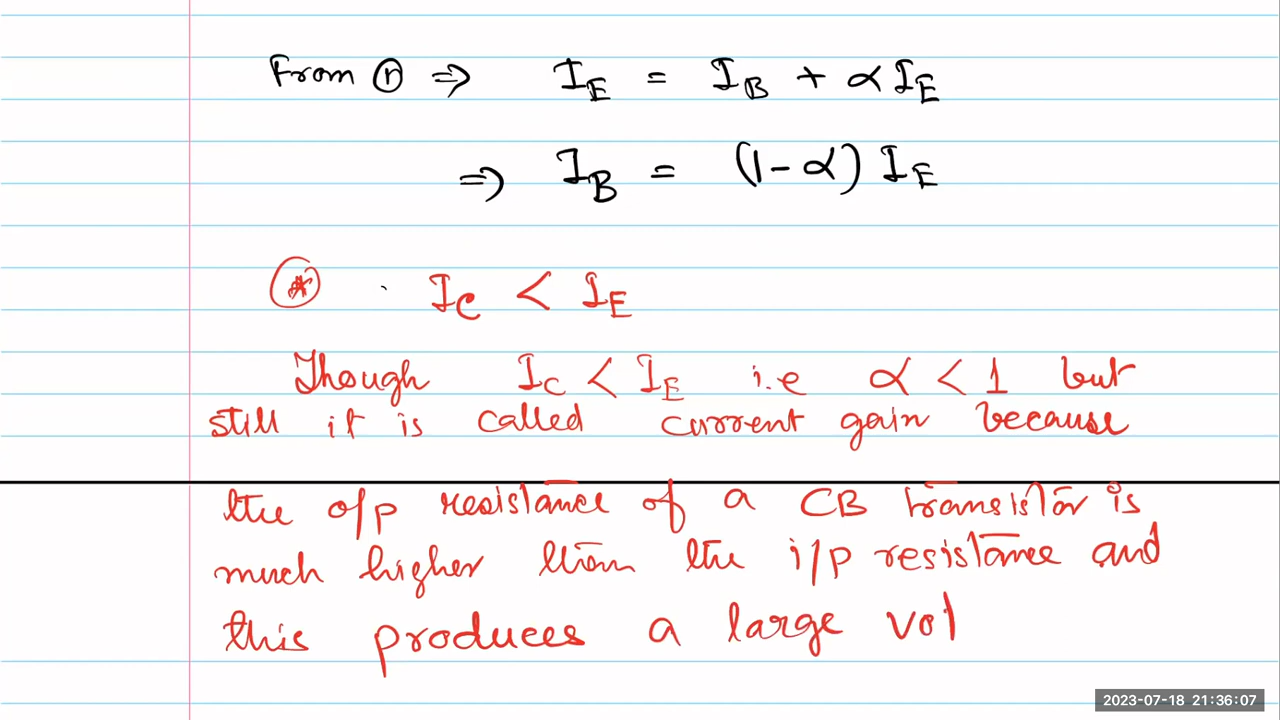 From ⓝ ⇒ I_E = I_B + αI_E
⇒ I_B = (1-α) I_E
⊛ I_C < I_E
Though I_C < I_E i.e α < 1 but
still it is called current gain because
the o/p resistance of a CB transistor is
much higher than the i/p resistance and
this produces a large vol
2023-07-18 21:36:07